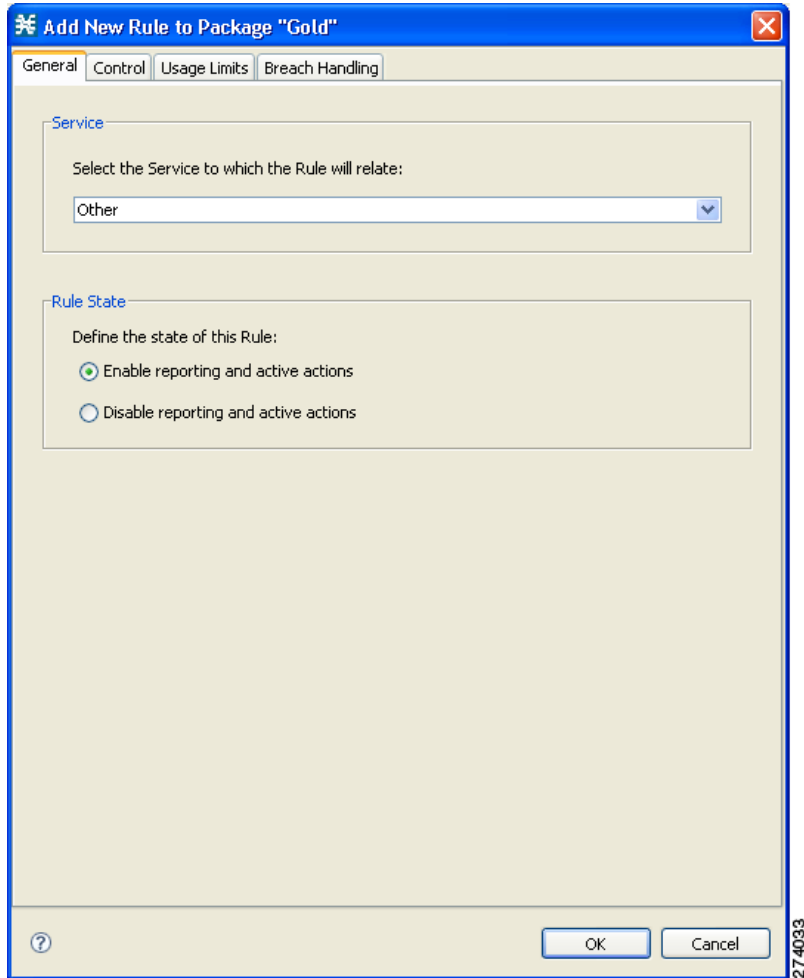 Add New Rule to Package "Gold"
General Control Usage Limits Breach Handling
Service
Select the Service to which the Rule will relate:
Other
Rule State
Define the state of this Rule:
Enable reporting and active actions
Disable reporting and active actions
?
OK Cancel
274033